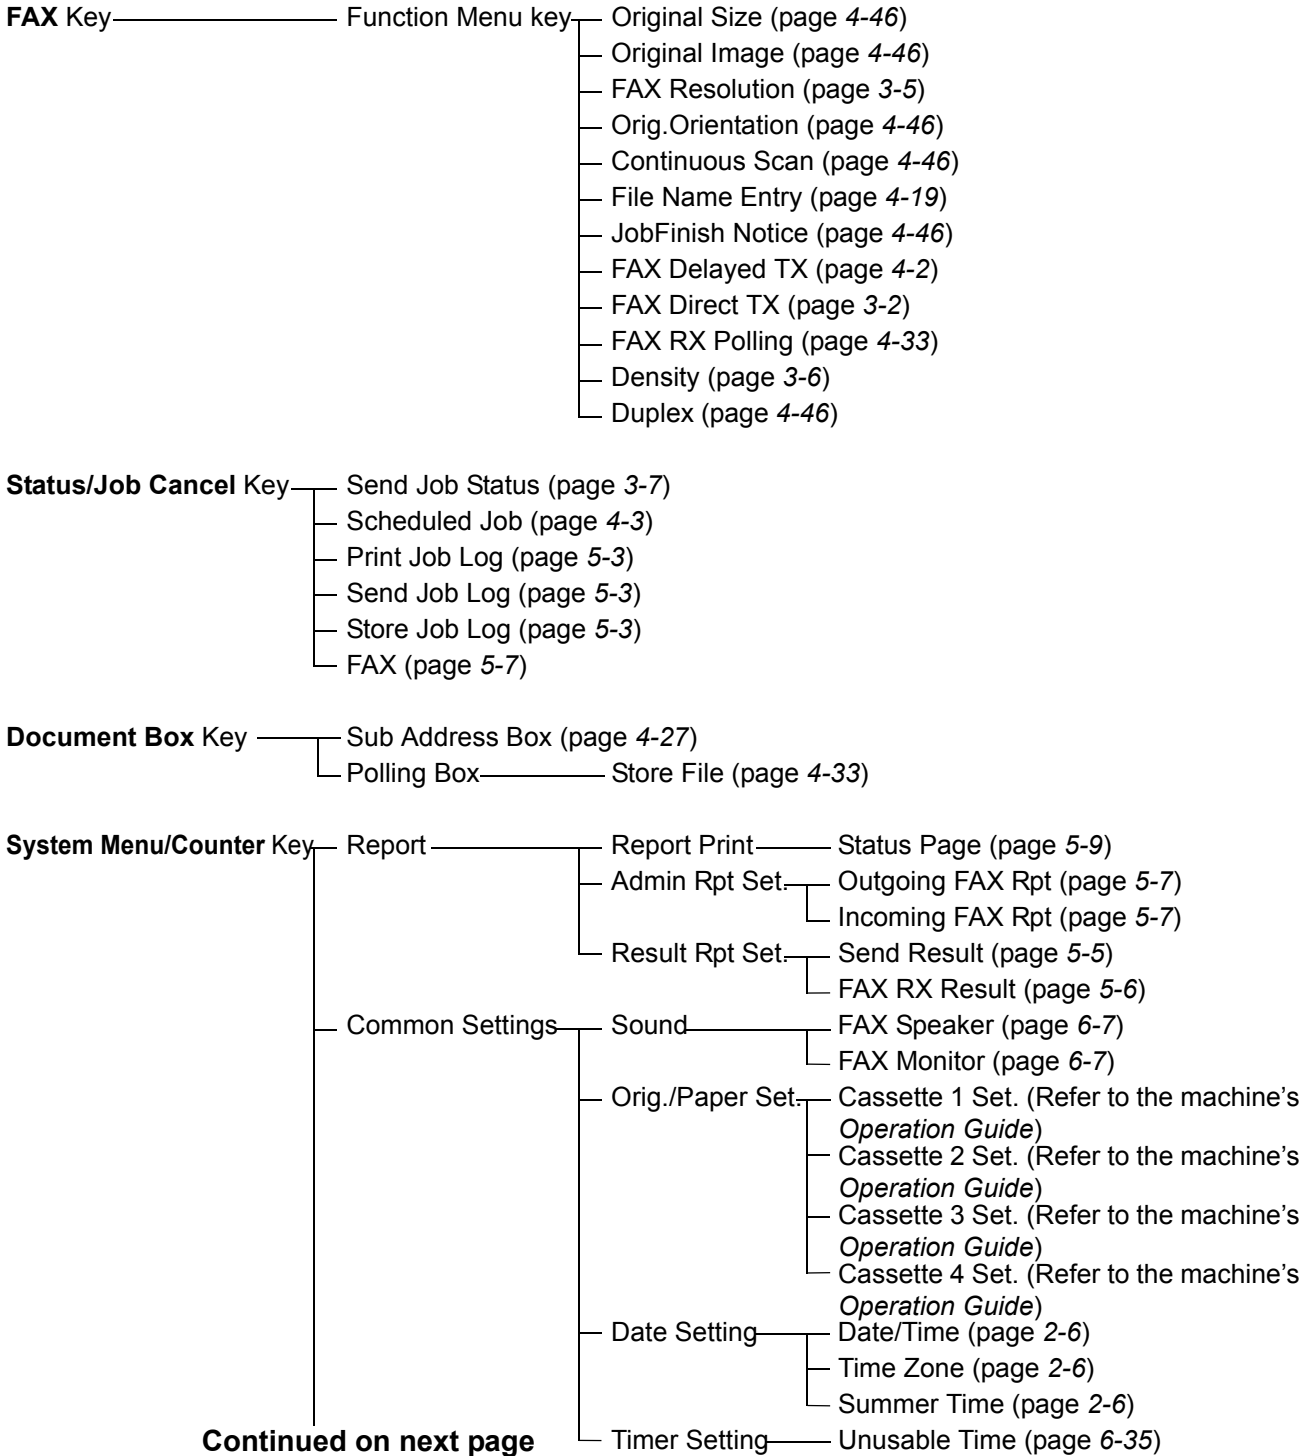 FAX Key Function Menu key Original Size (page 4-46)
Original Image (page 4-46)
FAX Resolution (page 3-5)
Orig.Orientation (page 4-46)
Continuous Scan (page 4-46)
File Name Entry (page 4-19)
JobFinish Notice (page 4-46)
FAX Delayed TX (page 4-2)
FAX Direct TX (page 3-2)
FAX RX Polling (page 4-33)
Density (page 3-6)
Duplex (page 4-46)
Status/Job Cancel Key Send Job Status (page 3-7)
Scheduled Job (page 4-3)
Print Job Log (page 5-3)
Send Job Log (page 5-3)
Store Job Log (page 5-3)
FAX (page 5-7)
Document Box Key Sub Address Box (page 4-27)
Polling Box Store File (page 4-33)
System Menu/Counter Key Report Report Print Status Page (page 5-9)
Admin Rpt Set. Outgoing FAX Rpt (page 5-7)
Incoming FAX Rpt (page 5-7)
Result Rpt Set. Send Result (page 5-5)
FAX RX Result (page 5-6)
Common Settings Sound FAX Speaker (page 6-7)
FAX Monitor (page 6-7)
Orig./Paper Set. Cassette 1 Set. (Refer to the machine's
Operation Guide)
Cassette 2 Set. (Refer to the machine's
Operation Guide)
Cassette 3 Set. (Refer to the machine's
Operation Guide)
Cassette 4 Set. (Refer to the machine's
Operation Guide)
Date Setting Date/Time (page 2-6)
Time Zone (page 2-6)
Summer Time (page 2-6)
Continued on next page Timer Setting Unusable Time (page 6-35)